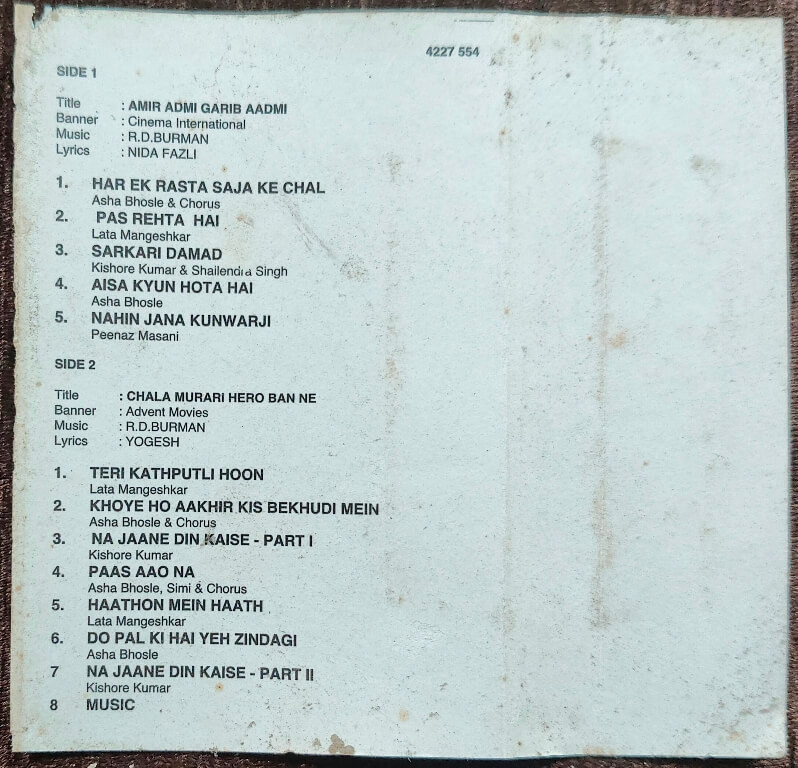 4227 554
SIDE 1
Title : AMIR ADMI GARIB AADMI
Banner : Cinema International
Music : R.D.BURMAN
Lyrics : NIDA FAZLI
1. HAR EK RASTA SAJA KE CHAL
Asha Bhosle & Chorus
2. PAS REHTA HAI
Lata Mangeshkar
3. SARKARI DAMAD
Kishore Kumar & Shailendra Singh
4. AISA KYUN HOTA HAI
Asha Bhosle
5. NAHIN JANA KUNWARJI
Peenaz Masani
SIDE 2
Title : CHALA MURARI HERO BAN NE
Banner : Advent Movies
Music : R.D.BURMAN
Lyrics : YOGESH
1. TERI KATHPUTLI HOON
Lata Mangeshkar
2. KHOYE HO AAKHIR KIS BEKHUDI MEIN
Asha Bhosle & Chorus
3. NA JAANE DIN KAISE - PART I
Kishore Kumar
4. PAAS AAO NA
Asha Bhosle, Simi & Chorus
5. HAATHON MEIN HAATH
Lata Mangeshkar
6. DO PAL KI HAI YEH ZINDAGI
Asha Bhosle
7 NA JAANE DIN KAISE - PART II
Kishore Kumar
8 MUSIC